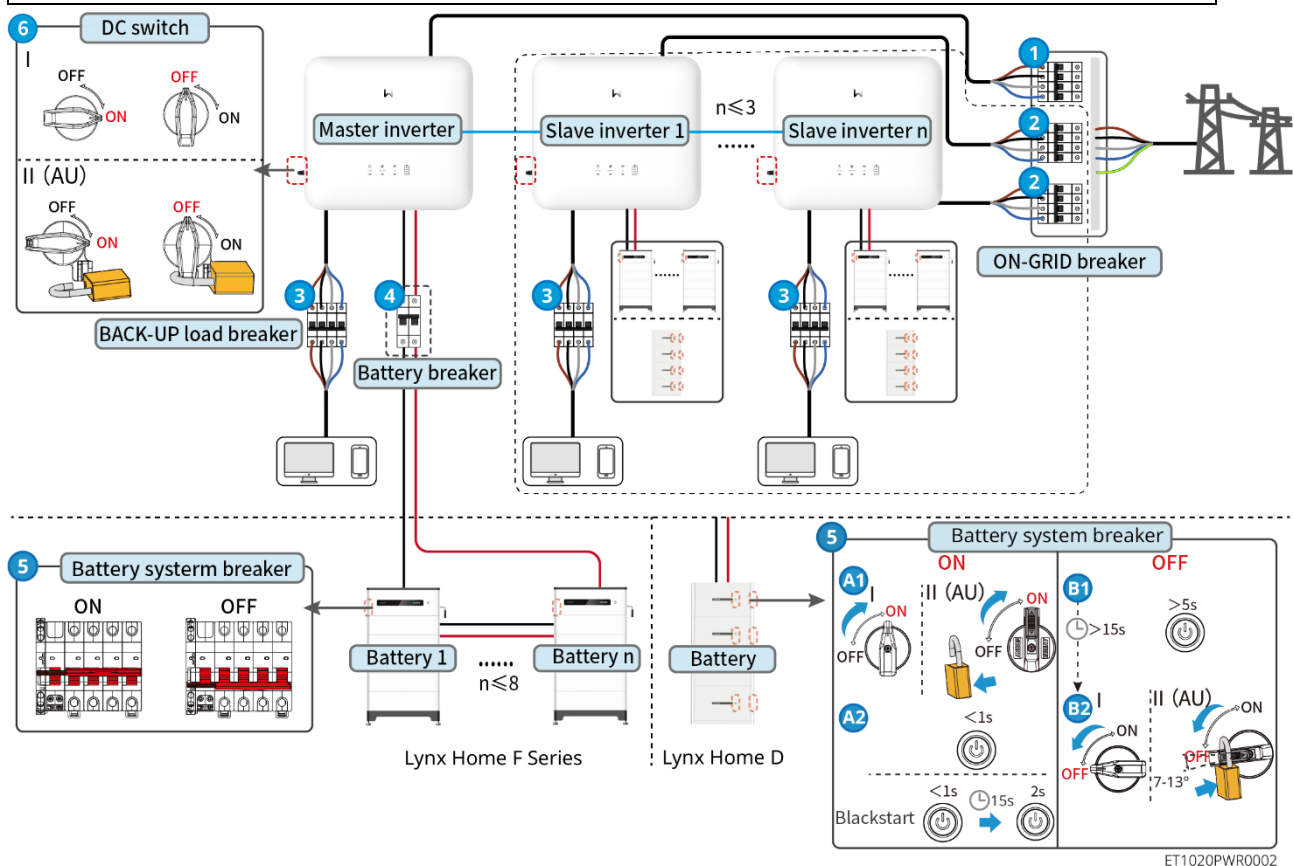 6
DC switch
I
OFF
ON
OFF
ON
II (AU)
OFF
ON
OFF
ON
Master inverter
Slave inverter 1
n≤3
......
Slave inverter n
1
2
2
ON-GRID breaker
3
BACK-UP load breaker
4
Battery breaker
3
......
3
......
5
Battery systerm breaker
ON
OFF
Battery 1
......
n≤8
Battery n
Lynx Home F Series
Battery
Lynx Home D
5
Battery system breaker
ON
OFF
A1
I
ON
OFF
II (AU)
ON
OFF
A2
<1s
Blackstart
<1s
15s
2s
B1
>5s
>15s
B2
I
ON
OFF
II (AU)
ON
OFF
7-13°
ET1020PWR0002